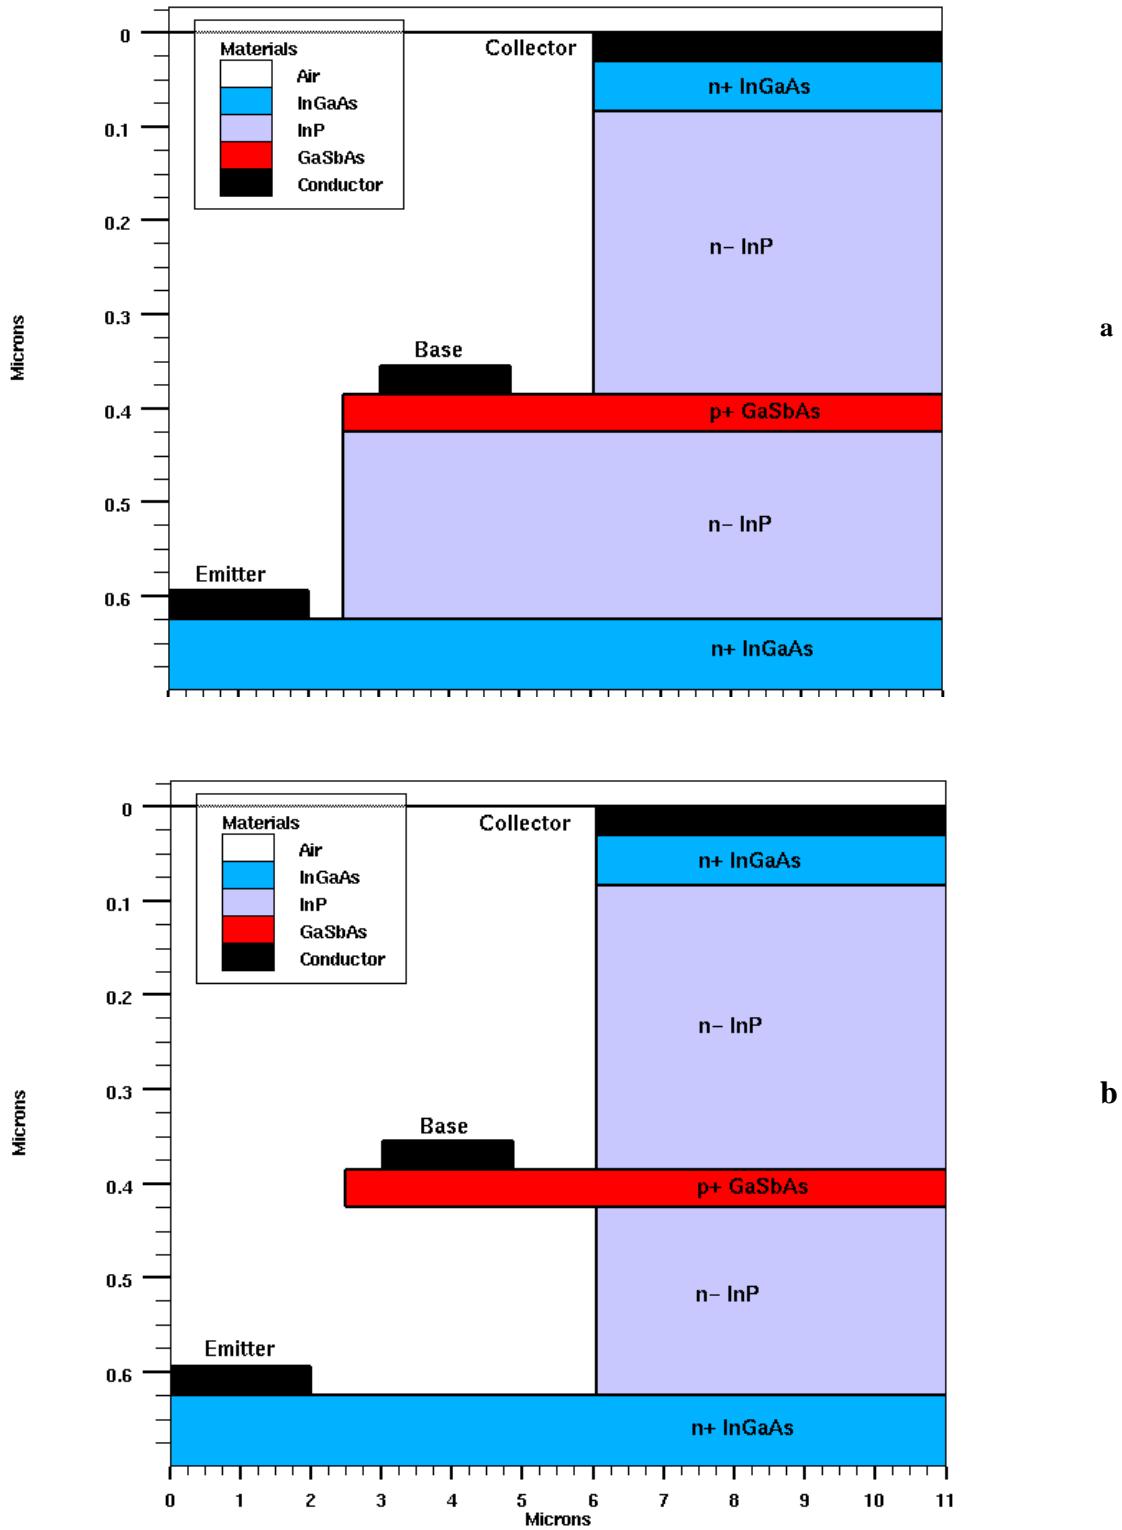 0
Materials
Air
InGaAs
InP
GaSbAs
Conductor
Collector
n+ InGaAs
0.1
0.2
n− InP
0.3
Microns
a
Base
0.4
p+ GaSbAs
0.5
n− InP
Emitter
0.6
n+ InGaAs
0
Materials
Air
InGaAs
InP
GaSbAs
Conductor
Collector
n+ InGaAs
0.1
0.2
n− InP
0.3
Microns
b
Base
0.4
p+ GaSbAs
0.5
n− InP
Emitter
0.6
n+ InGaAs
0 1 2 3 4 5 6 7 8 9 10 11
Microns